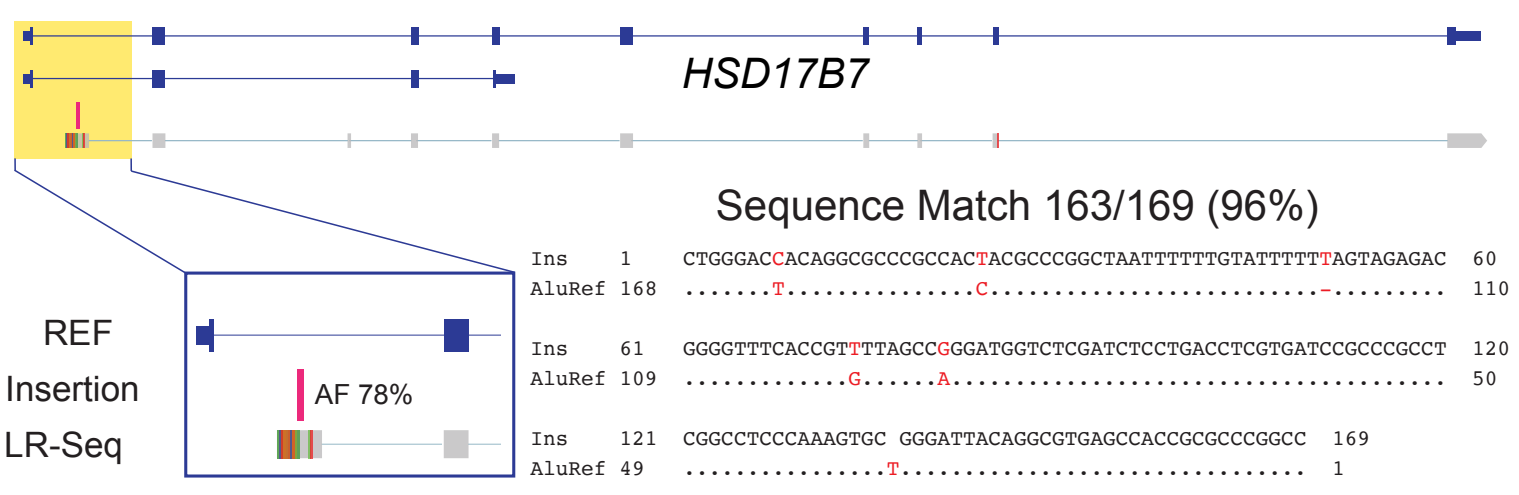 HSD17B7
Sequence Match 163/169 (96%)
Ins 1 CTGGGACCACAGGCGCCCGCCACTACGCCCGGCTAATTTTTTGTATTTTTTAGTAGAGAC 60
AluRef 168 .......T...............C..........................-......... 110
Ins 61 GGGGTTTCACCGTTTTAGCCGGGATGGTCTCGATCTCCTGACCTCGTGATCCGCCCGCCT 120
AluRef 109 .............G......A....................................... 50
Ins 121 CGGCCTCCCAAAGTGC GGGATTACAGGCGTGAGCCACCGCGCCCGGCC 169
AluRef 49 ................T................................ 1
REF
Insertion
AF 78%
LR-Seq